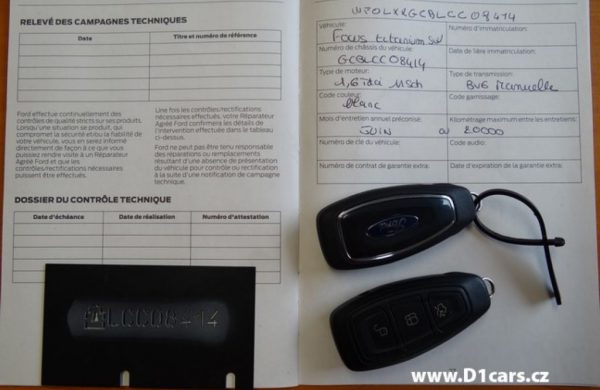 RELEVÉ DES CAMPAGNES TECHNIQUES
Date Titre et numéro de référence
Ford effectue continuellement des
contrôles de qualité stricts sur ses produits.
Lorsqu'une situation se produit, qui
compromet la sécurité et/ou la fiabilité de
votre véhicule, vous en serez informé
directement de façon à ce que vous
puissiez rendre visite à un Réparateur
Agréé Ford et que les
contrôles/rectifications nécessaires
puissent être effectués.
Une fois les contrôles/rectifications
nécessaires effectués, votre Réparateur
Agréé Ford confirmera les détails de
l'intervention effectuée dans le tableau
ci-dessus.
Ford ne peut pas être tenu responsable
des réparations ou remplacements
résultant d'une absence de présentation
du véhicule pour contrôle ou rectification
à la suite d'une notification de campagne
technique.
DOSSIER DU CONTRÔLE TECHNIQUE
Date d'échéance Date de réalisation Numéro d'attestation
LCC08414
Véhicule: Numéro d'immatriculation:
Focus titanium SW
Numéro de châssis du véhicule: Date de 1ière immatriculation:
GCBLCC08414
Type de moteur: Type de transmission:
1,6 tdci 115ch BV6 Manuelle
Code couleur: Code garnissage:
blanc
Mois d'entretien annuel préconisé: Kilométrage maximum entre les entretiens
JUIN ou 20000
Numéro de clé du véhicule: Code audio:
Numéro de contrat de garantie extra: Date d'expiration de la garantie extra:
Ford
www.D1cars.cz